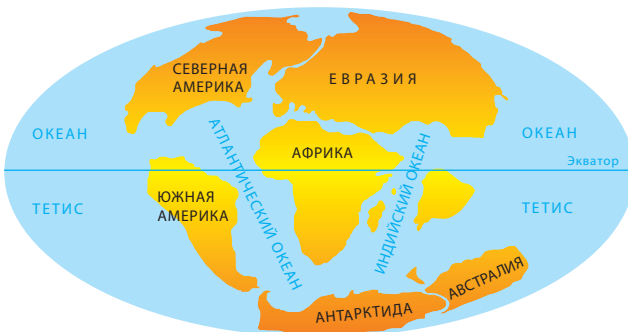 СЕВЕРНАЯ
АМЕРИКА
ЕВРАЗИЯ
ОКЕАН
АТЛАНТИЧЕСКИЙ ОКЕАН
АФРИКА
ИНДИЙСКИЙ ОКЕАН
ОКЕАН
Экватор
ТЕТИС
ЮЖНАЯ
АМЕРИКА
ТЕТИС
АНТАРКТИДА
АВСТРАЛИЯ